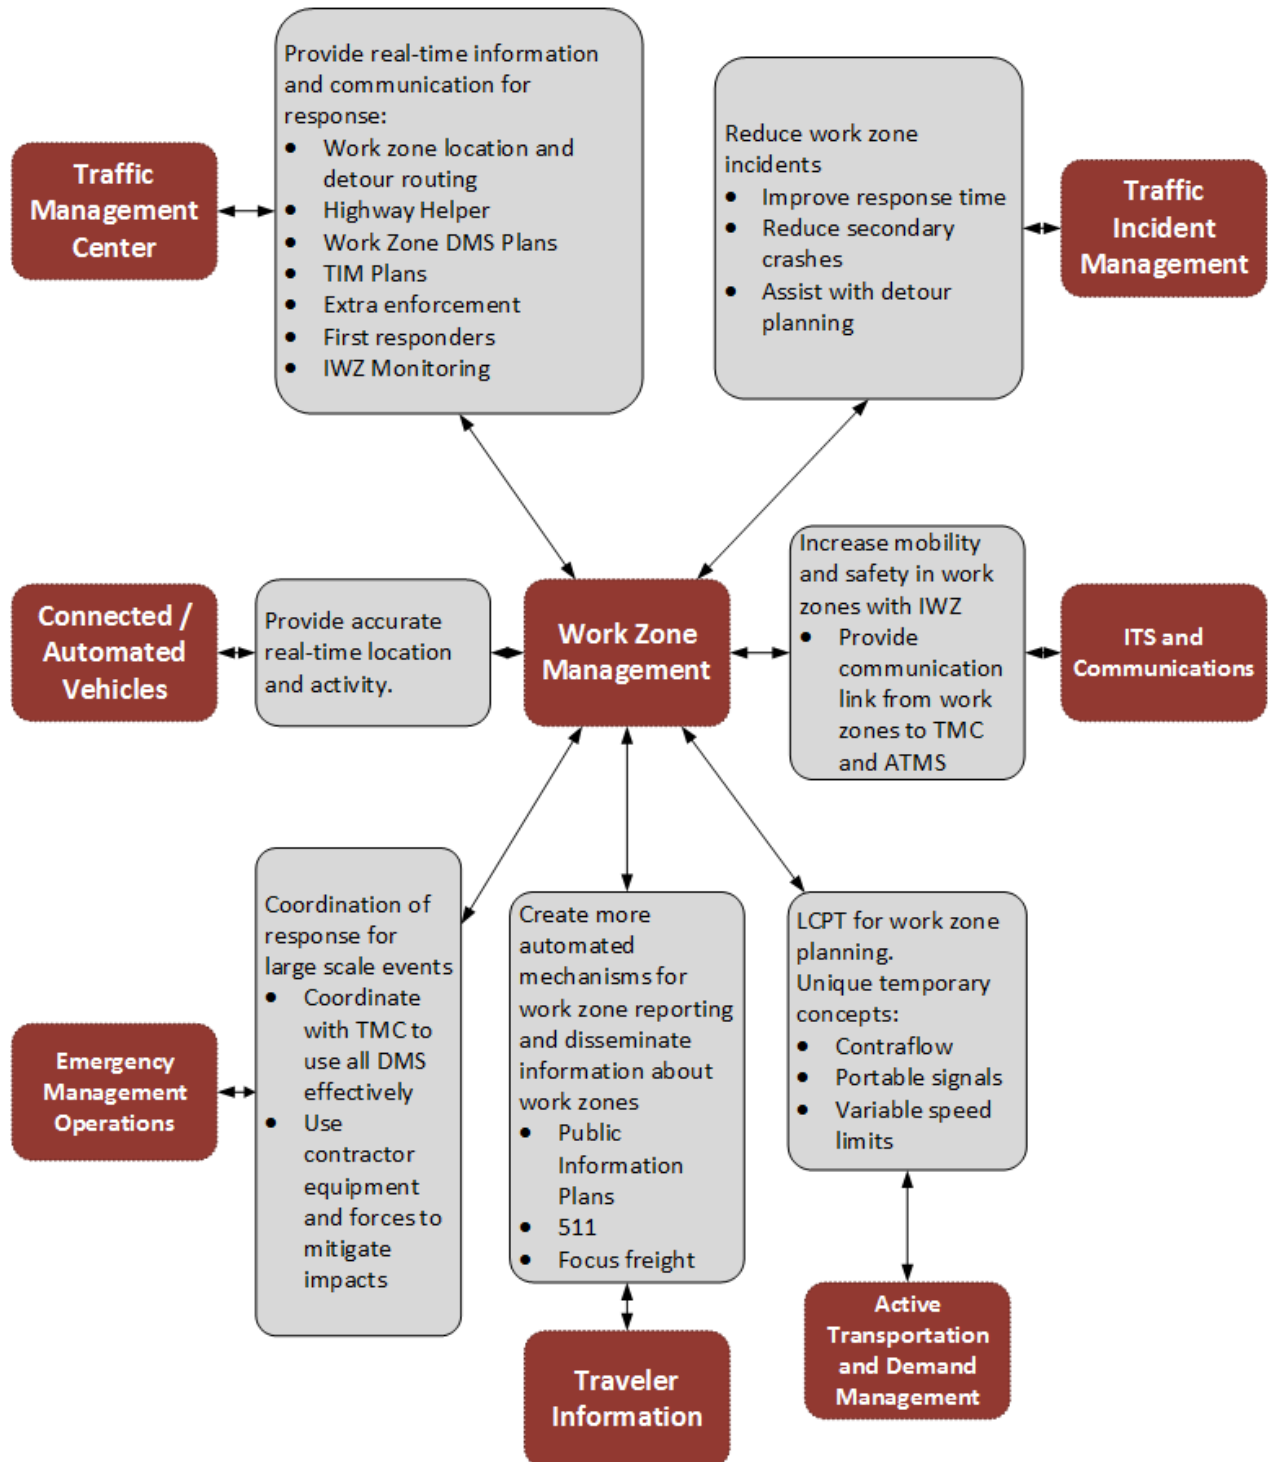 Provide real-time information
and communication for
response:
● Work zone location and
detour routing
● Highway Helper
● Work Zone DMS Plans
● TIM Plans
● Extra enforcement
● First responders
● IWZ Monitoring
Traffic
Management
Center
Reduce work zone
incidents
● Improve response time
● Reduce secondary
crashes
● Assist with detour
planning
Traffic
Incident
Management
Connected /
Automated
Vehicles
Provide accurate
real-time location
and activity.
Work Zone
Management
Increase mobility
and safety in work
zones with IWZ
● Provide
communication
link from work
zones to TMC
and ATMS
ITS and
Communications
Emergency
Management
Operations
Coordination of
response for
large scale events
● Coordinate
with TMC to
use all DMS
effectively
● Use
contractor
equipment
and forces to
mitigate
impacts
Create more
automated
mechanisms for
work zone reporting
and disseminate
information about
work zones
● Public
Information
Plans
● 511
● Focus freight
LCPT for work zone
planning.
Unique temporary
concepts:
● Contraflow
● Portable signals
● Variable speed
limits
Traveler
Information
Active
Transportation
and Demand
Management